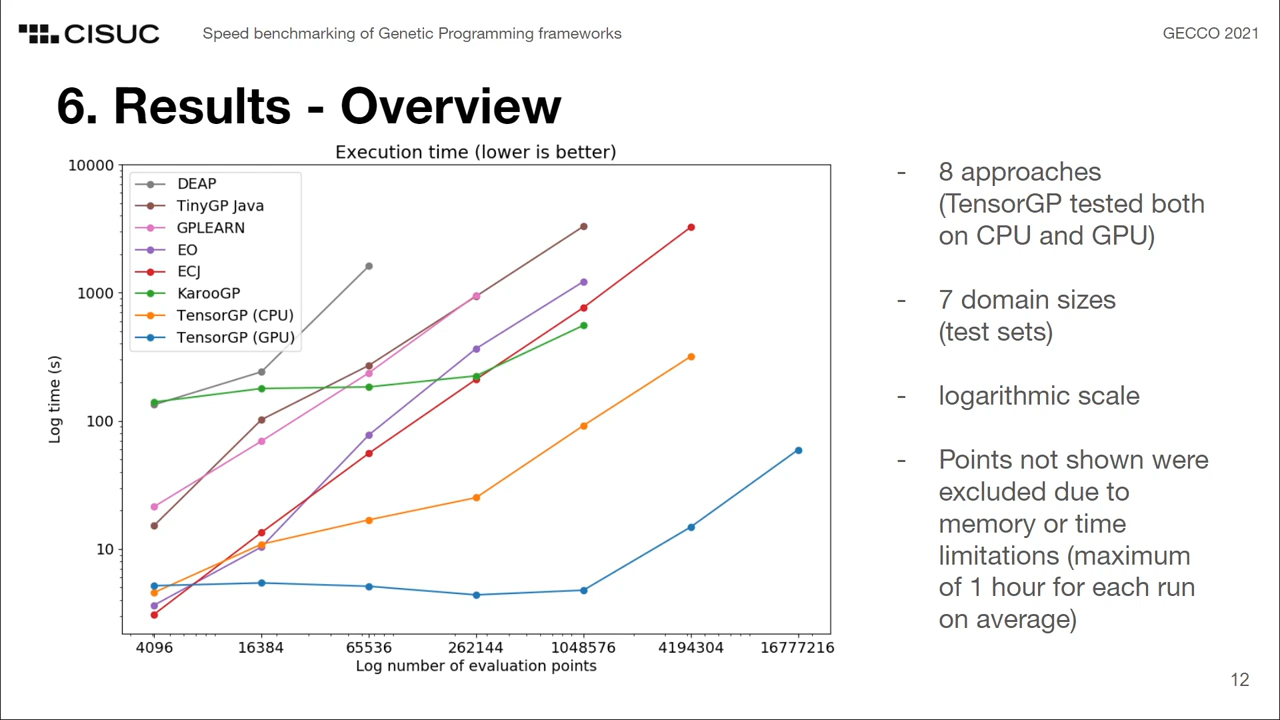 CISUC
Speed benchmarking of Genetic Programming frameworks
GECCO 2021
6. Results - Overview
Execution time (lower is better)
10000
1000
100
10
Log time (s)
DEAP
TinyGP Java
GPLEARN
EO
ECJ
KarooGP
TensorGP (CPU)
TensorGP (GPU)
4096 16384 65536 262144 1048576 4194304 16777216
Log number of evaluation points
- 8 approaches
(TensorGP tested both
on CPU and GPU)
- 7 domain sizes
(test sets)
- logarithmic scale
- Points not shown were
excluded due to
memory or time
limitations (maximum
of 1 hour for each run
on average)
12